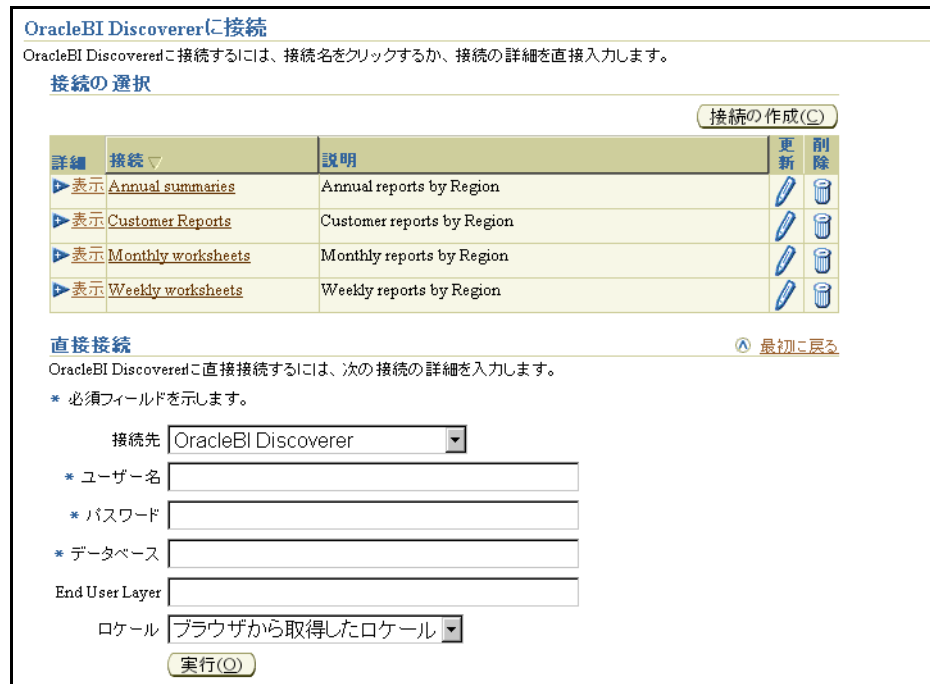 OracleBI Discovererに接続
OracleBI Discovererに接続するには、接続名をクリックするか、接続の詳細を直接入力します。
接続の選択
接続の作成(C)
詳細 接続 説明 更新 削除
表示 Annual summaries Annual reports by Region
表示 Customer Reports Customer reports by Region
表示 Monthly worksheets Monthly reports by Region
表示 Weekly worksheets Weekly reports by Region
直接接続 最初に戻る
OracleBI Discovererに直接接続するには、次の接続の詳細を入力します。
* 必須フィールドを示します。
接続先 OracleBI Discoverer
* ユーザー名
* パスワード
* データベース
End User Layer
ロケール ブラウザから取得したロケール
実行(O)